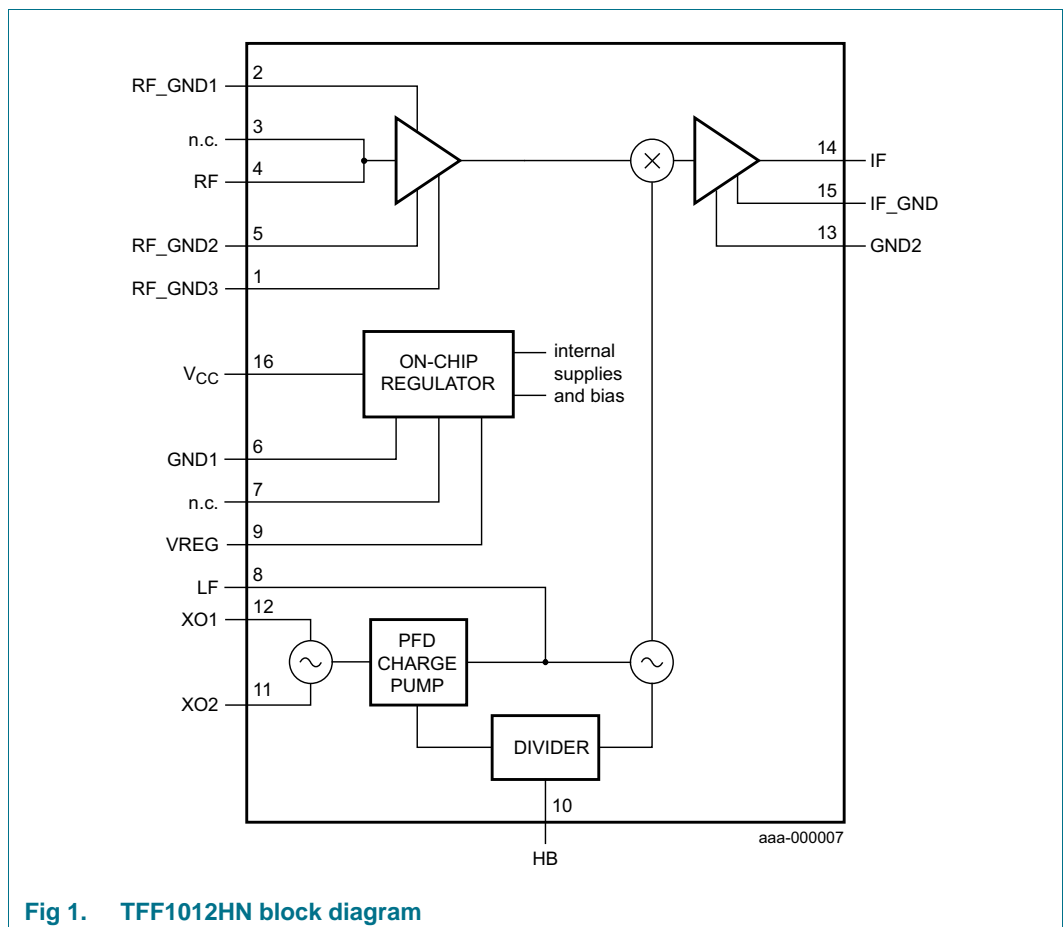 RF_GND1
2
n.c.
3
RF
4
RF_GND2
5
RF_GND3
1
14
IF
15
IF_GND
13
GND2
VCC
16
ON-CHIP
REGULATOR
internal
supplies
and bias
GND1
6
n.c.
7
VREG
9
LF
8
XO1
12
XO2
11
PFD
CHARGE
PUMP
DIVIDER
10
HB
aaa-000007
Fig 1. TFF1012HN block diagram